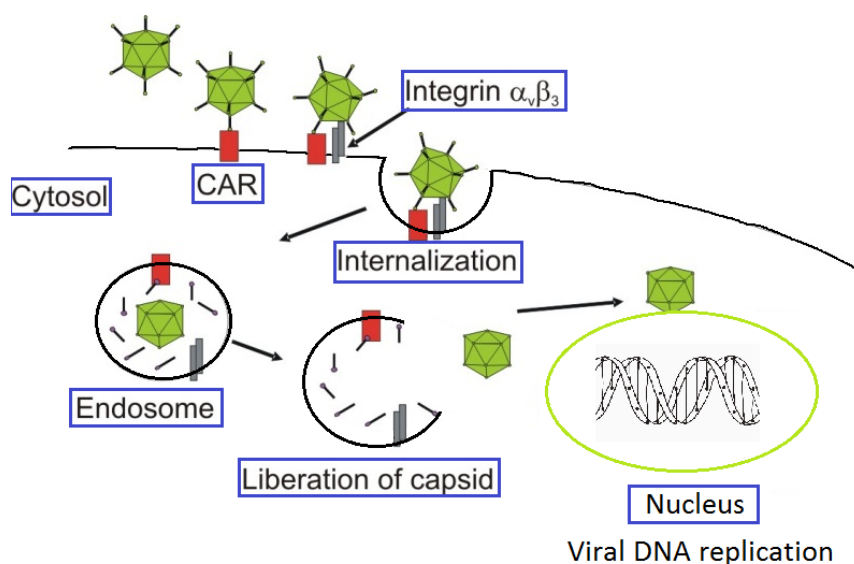 Integrin αvβ3
CAR
Cytosol
Internalization
Endosome
Liberation of capsid
Nucleus
Viral DNA replication